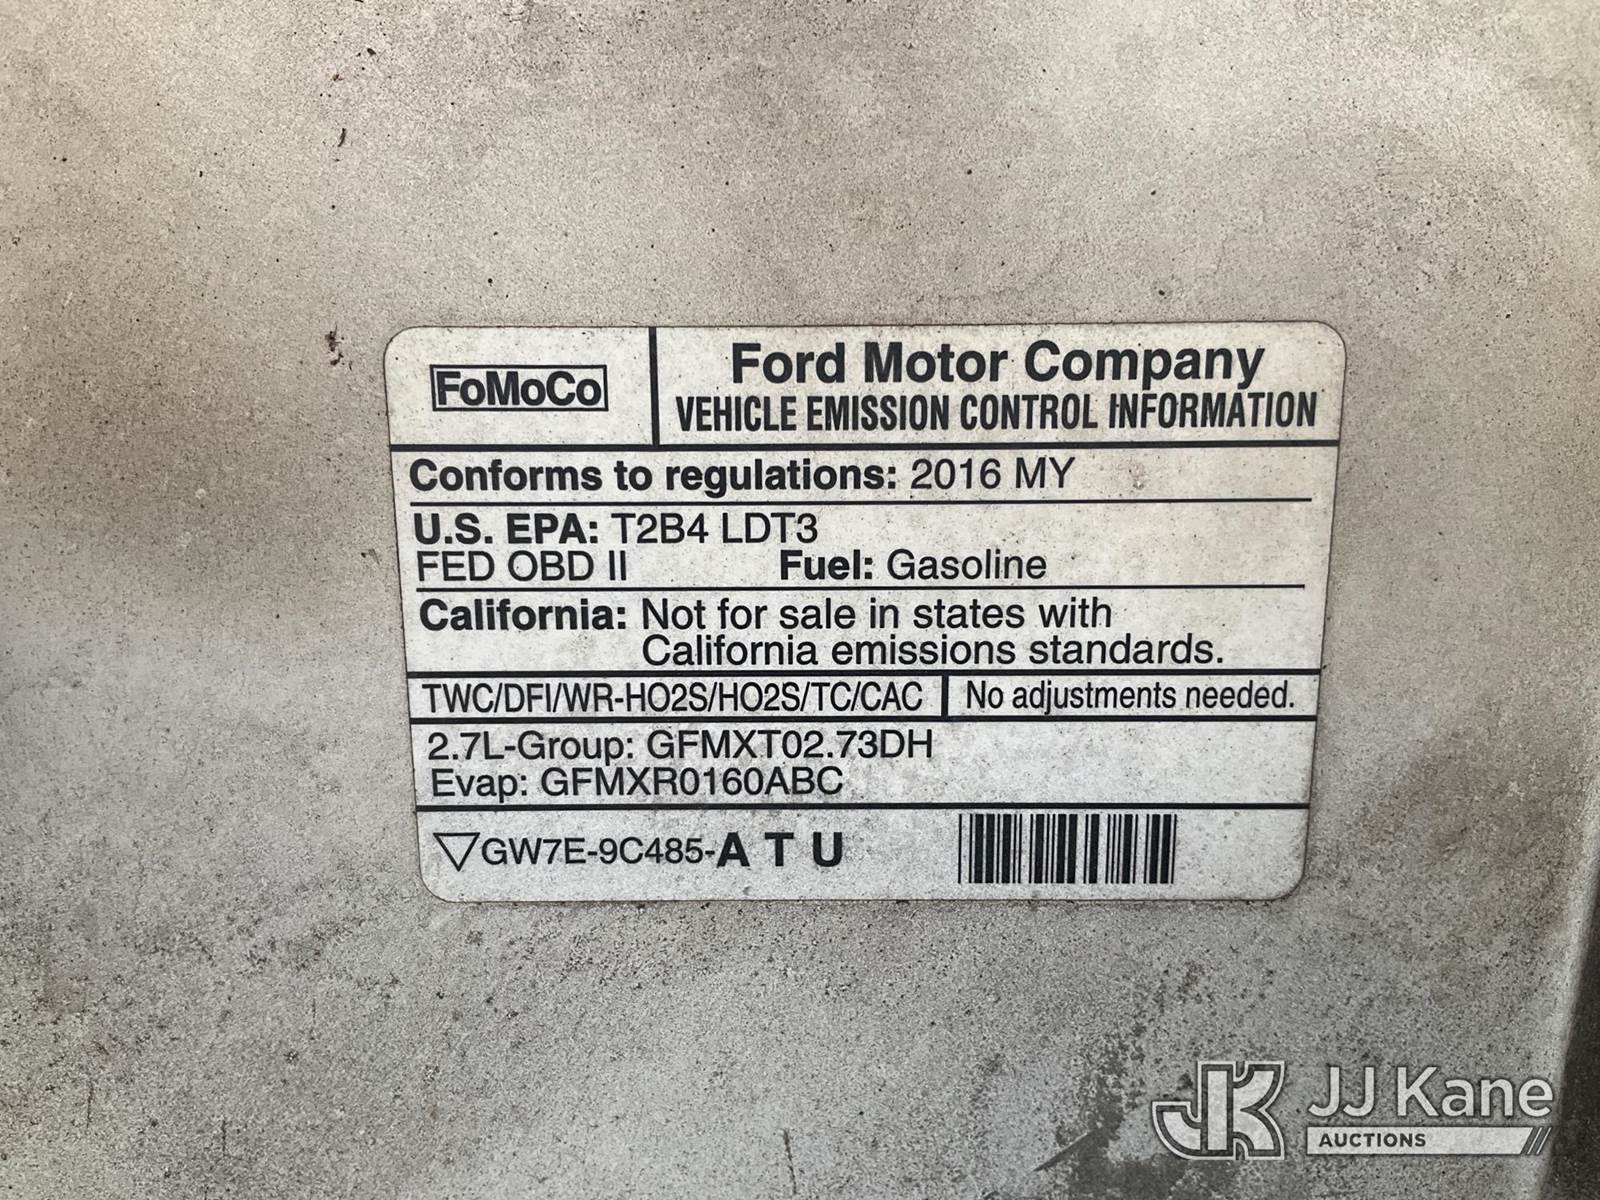 FoMoCo
Ford Motor Company
VEHICLE EMISSION CONTROL INFORMATION
Conforms to regulations: 2016 MY
U.S. EPA: T2B4 LDT3
FED OBD II Fuel: Gasoline
California: Not for sale in states with
California emissions standards.
TWC/DFI/WR-HO2S/HO2S/TC/CAC No adjustments needed.
2.7L-Group: GFMXT02.73DH
Evap: GFMXR0160ABC
GW7E-9C485-A T U
JK JJ Kane
AUCTIONS